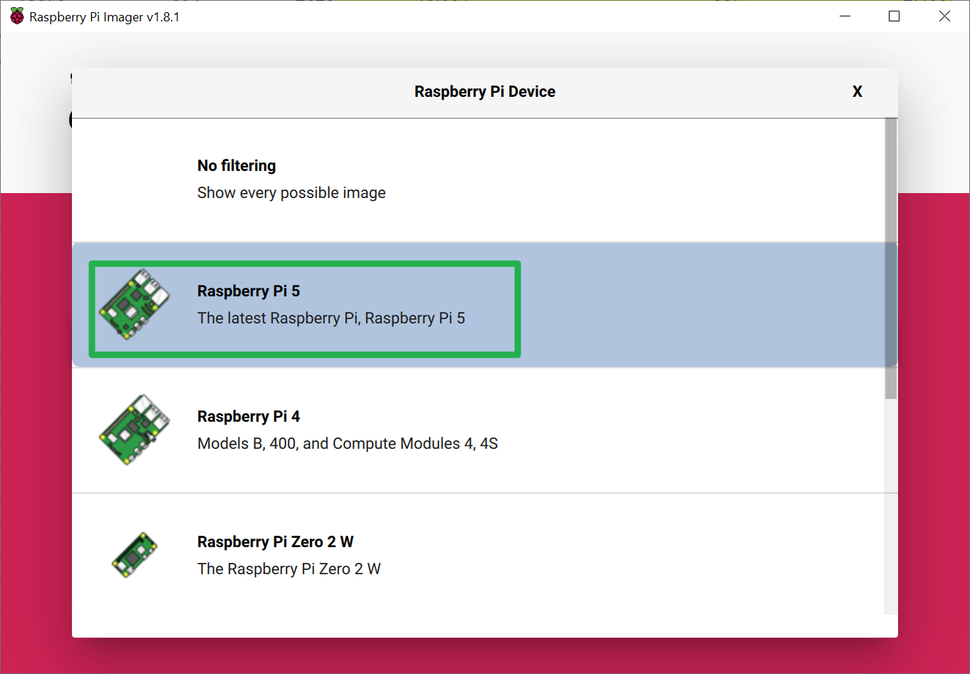 Raspberry Pi Imager v1.8.1
Raspberry Pi Device
X
No filtering
Show every possible image
Raspberry Pi 5
The latest Raspberry Pi, Raspberry Pi 5
Raspberry Pi 4
Models B, 400, and Compute Modules 4, 4S
Raspberry Pi Zero 2 W
The Raspberry Pi Zero 2 W